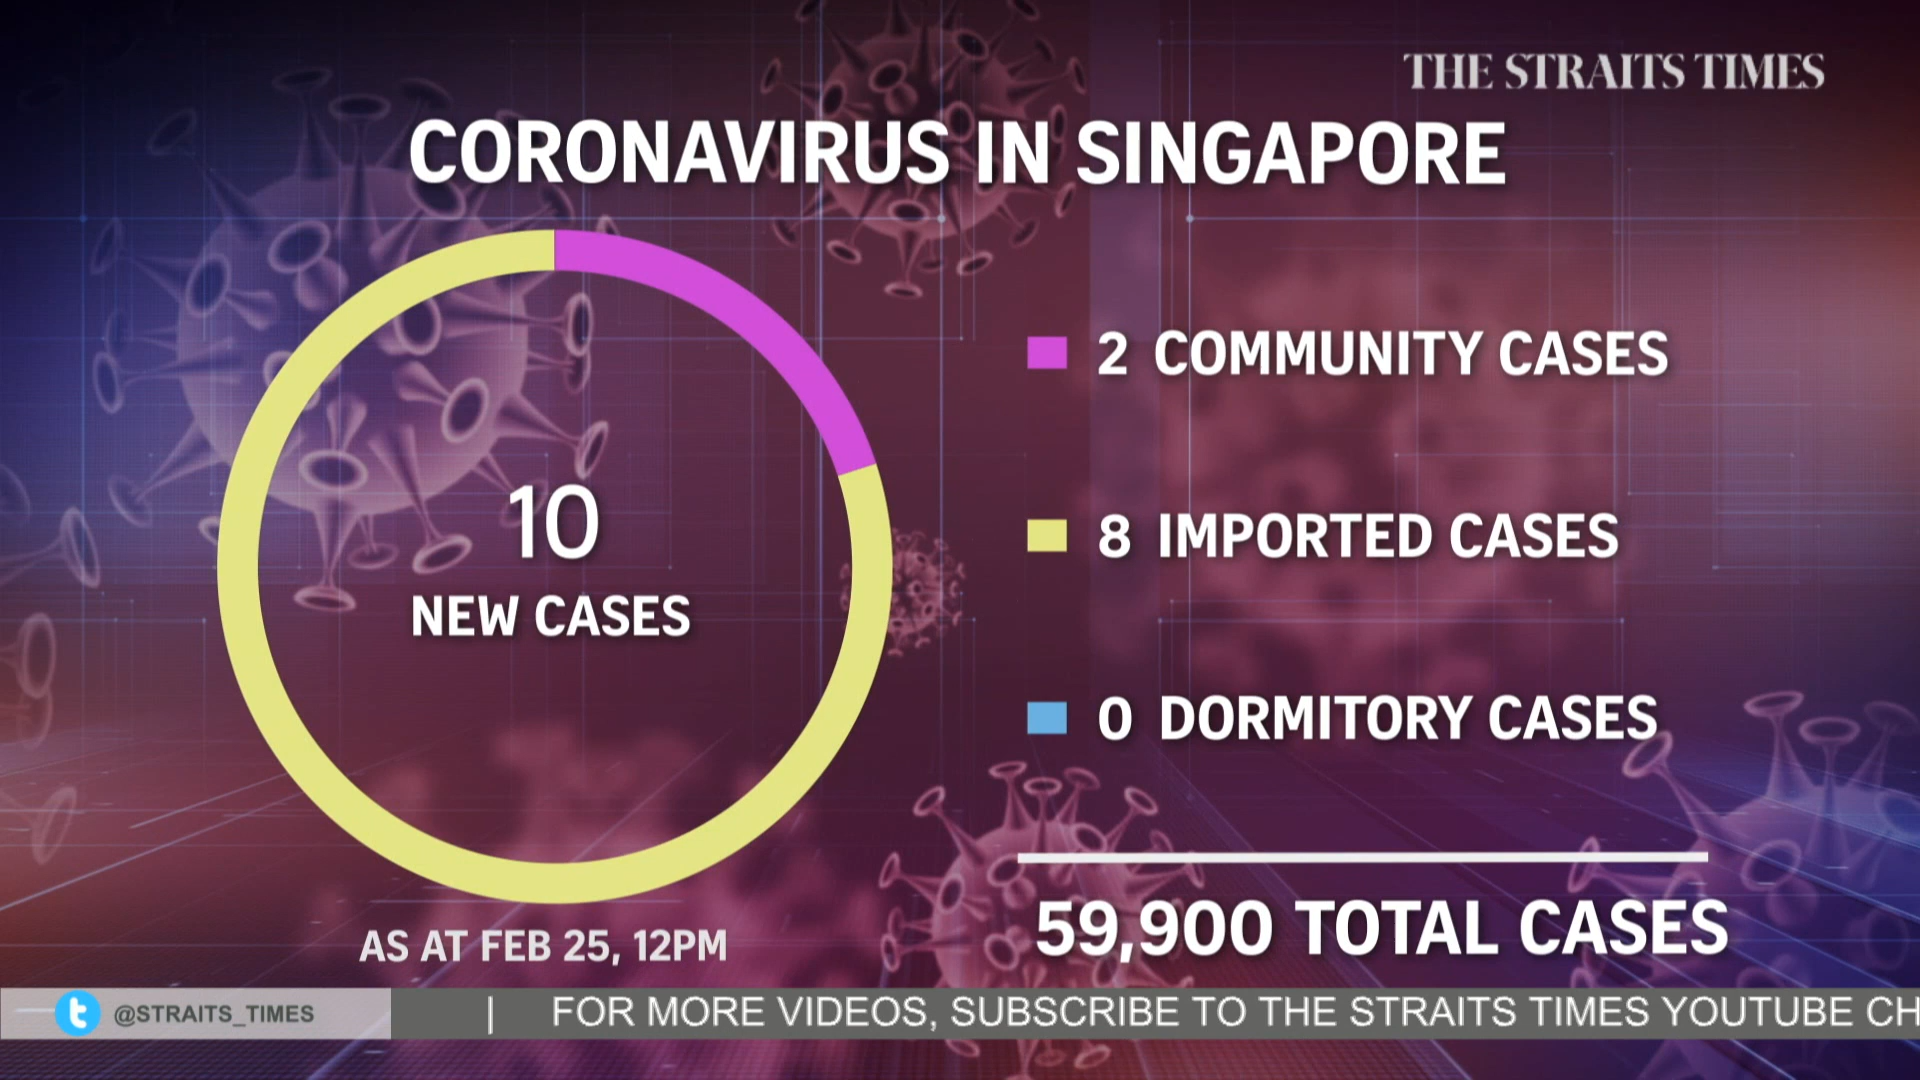 THE STRAITS TIMES
CORONAVIRUS IN SINGAPORE
10
NEW CASES
AS AT FEB 25, 12PM
2 COMMUNITY CASES
8 IMPORTED CASES
0 DORMITORY CASES
59,900 TOTAL CASES
@STRAITS_TIMES
| FOR MORE VIDEOS, SUBSCRIBE TO THE STRAITS TIMES YOUTUBE CH